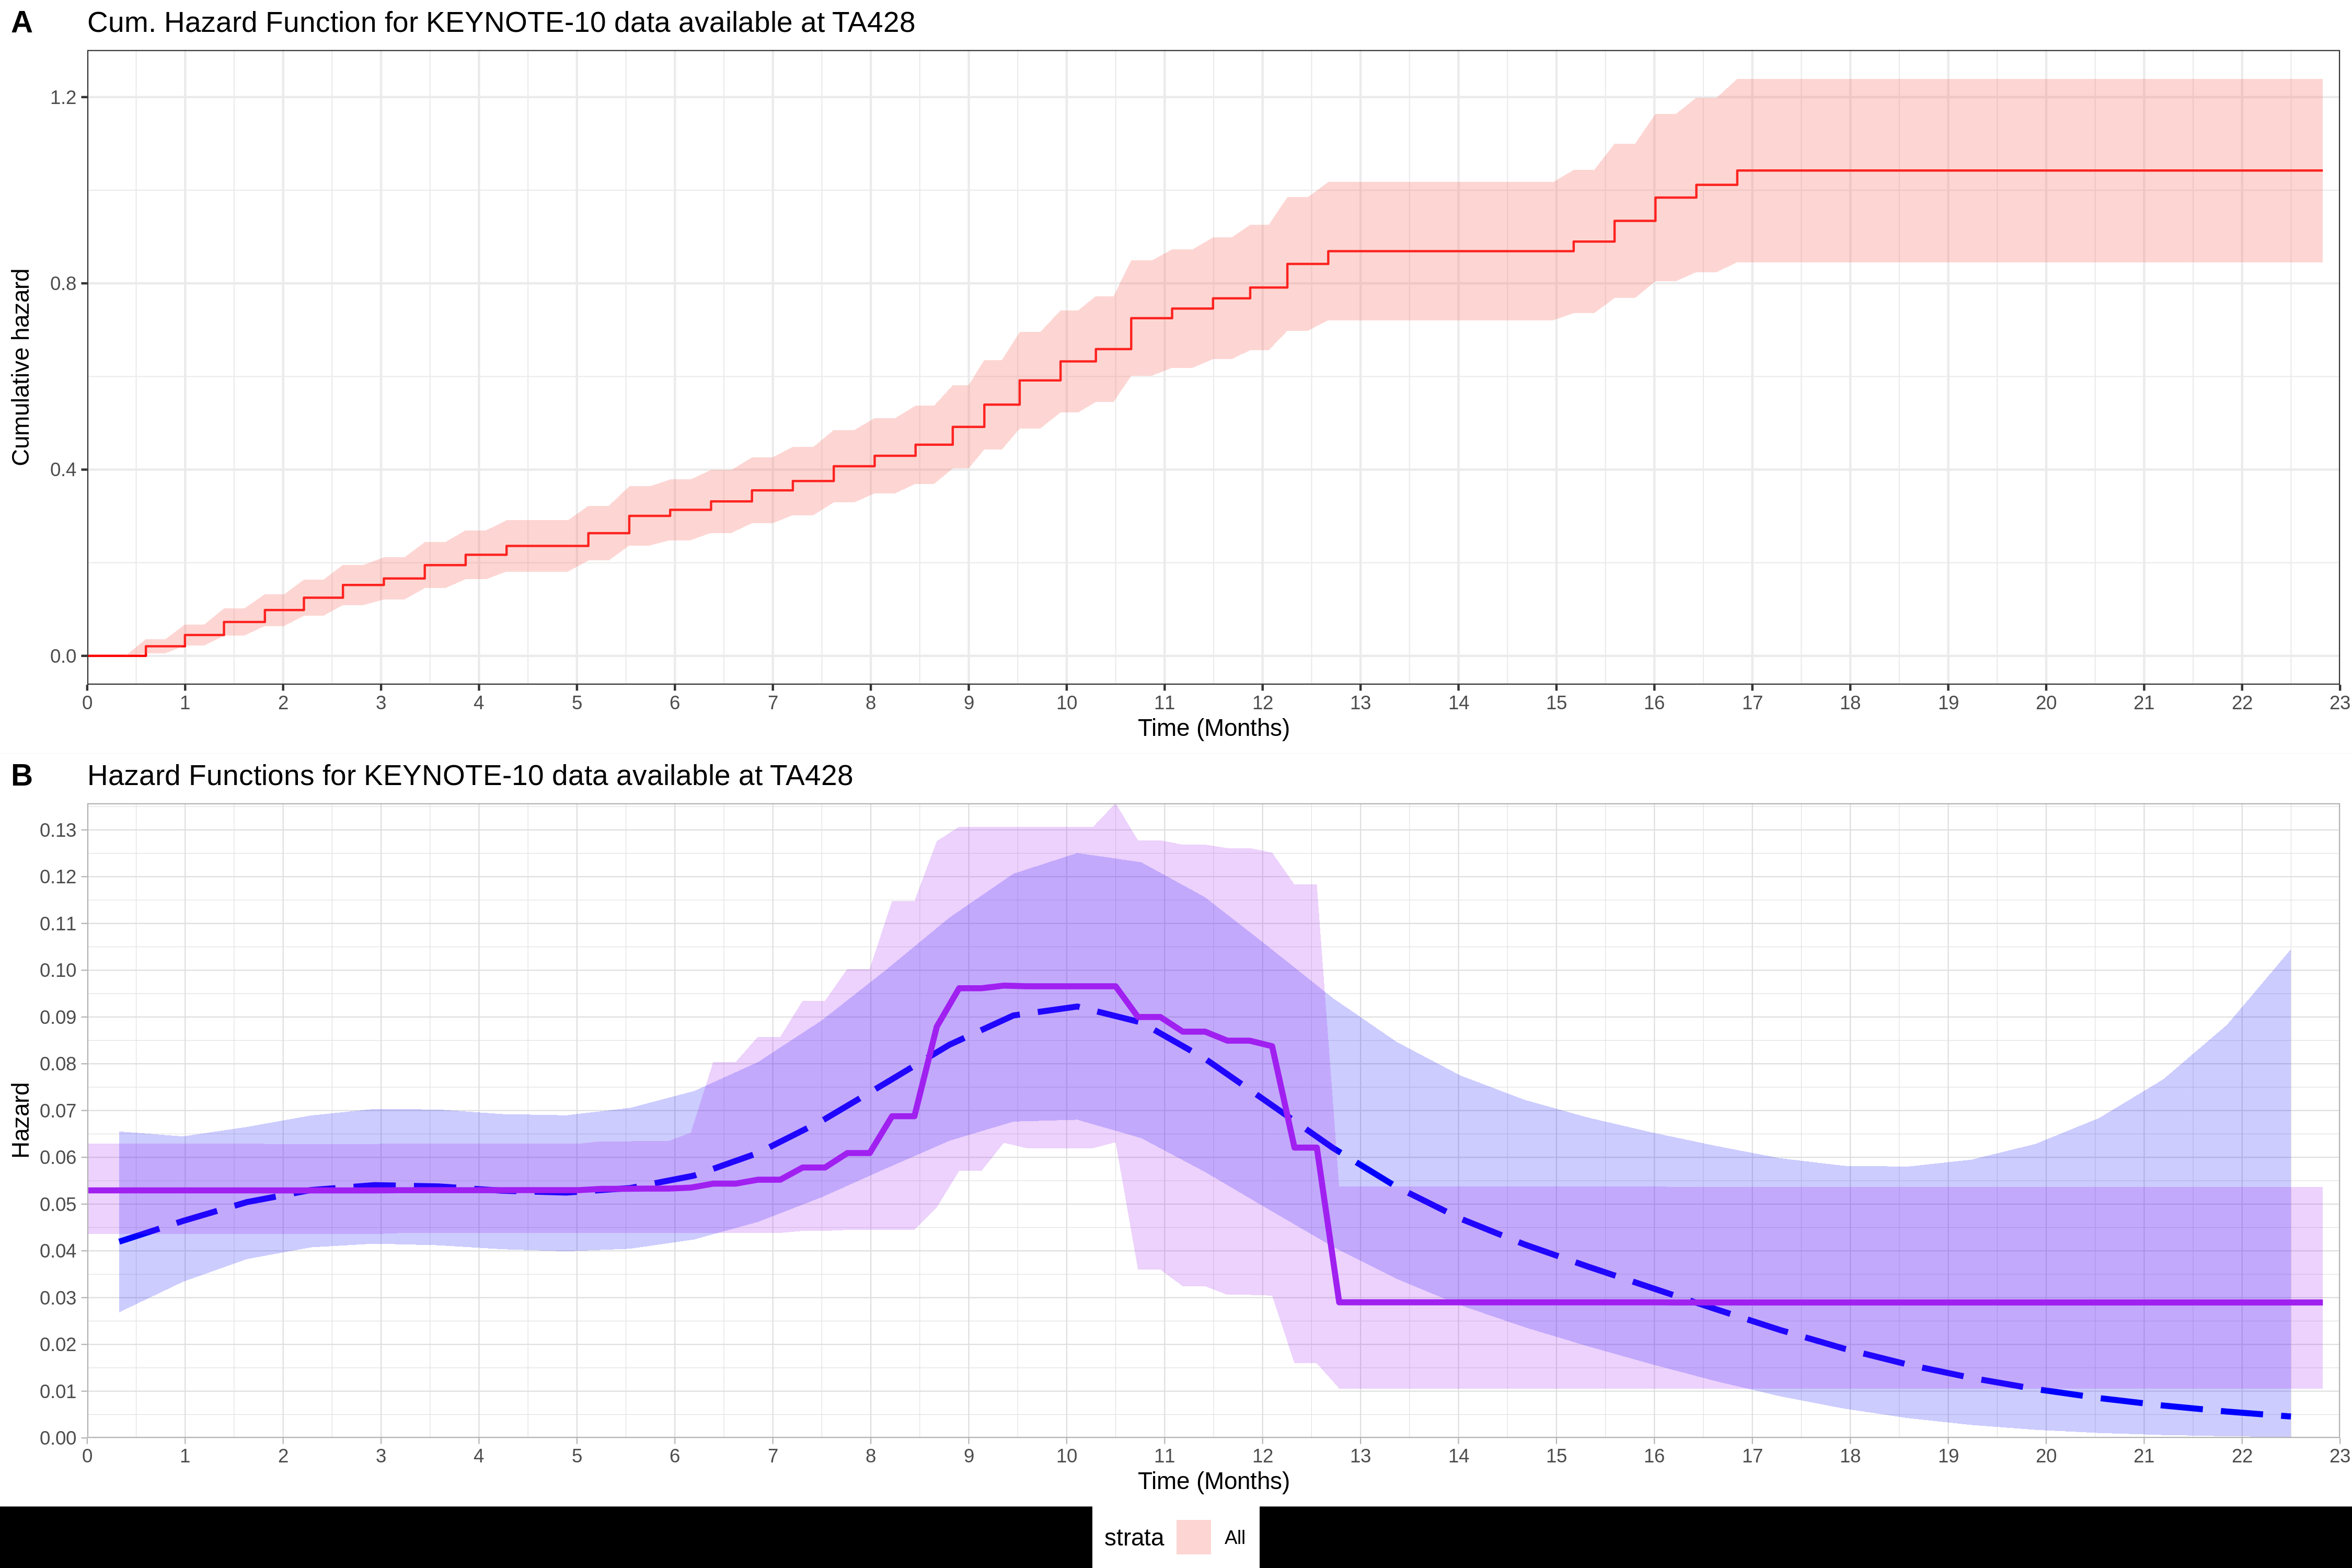 A Cum. Hazard Function for KEYNOTE-10 data available at TA428
Cumulative hazard
1.2
0.8
0.4
0.0
0 1 2 3 4 5 6 7 8 9 10 11 12 13 14 15 16 17 18 19 20 21 22 23
Time (Months)
B Hazard Functions for KEYNOTE-10 data available at TA428
Hazard
0.13
0.12
0.11
0.10
0.09
0.08
0.07
0.06
0.05
0.04
0.03
0.02
0.01
0.00
0 1 2 3 4 5 6 7 8 9 10 11 12 13 14 15 16 17 18 19 20 21 22 23
Time (Months)
strata All